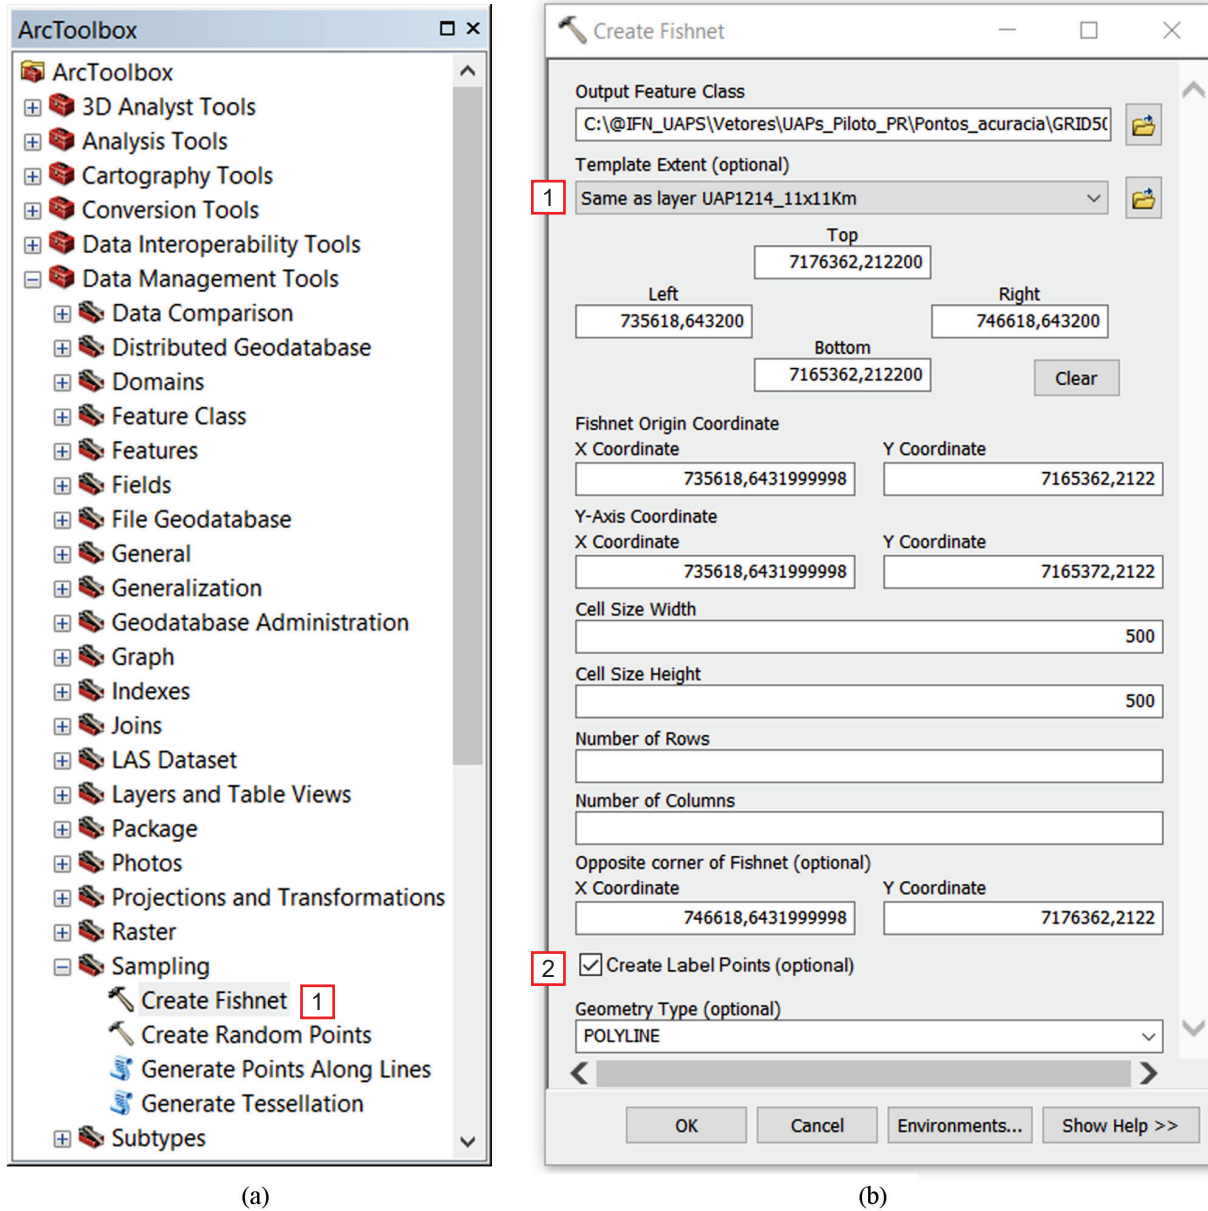 ArcToolbox
ArcToolbox
3D Analyst Tools
Analysis Tools
Cartography Tools
Conversion Tools
Data Interoperability Tools
Data Management Tools
Data Comparison
Distributed Geodatabase
Domains
Feature Class
Features
Fields
File Geodatabase
General
Generalization
Geodatabase Administration
Graph
Indexes
Joins
LAS Dataset
Layers and Table Views
Package
Photos
Projections and Transformations
Raster
Sampling
Create Fishnet 1
Create Random Points
Generate Points Along Lines
Generate Tessellation
Subtypes
(a)
Create Fishnet
Output Feature Class
C:\@IFN_UAPS\Vetores\UAPs_Piloto_PR\Pontos_acuracia\GRID50
Template Extent (optional)
1 Same as layer UAP1214_11x11Km
Top
7176362,212200
Left Right
735618,643200 746618,643200
Bottom
7165362,212200 Clear
Fishnet Origin Coordinate
X Coordinate Y Coordinate
735618,6431999998 7165362,2122
Y-Axis Coordinate
X Coordinate Y Coordinate
735618,6431999998 7165372,2122
Cell Size Width
500
Cell Size Height
500
Number of Rows
Number of Columns
Opposite corner of Fishnet (optional)
X Coordinate Y Coordinate
746618,6431999998 7176362,2122
2 Create Label Points (optional)
Geometry Type (optional)
POLYLINE
OK Cancel Environments... Show Help >>
(b)